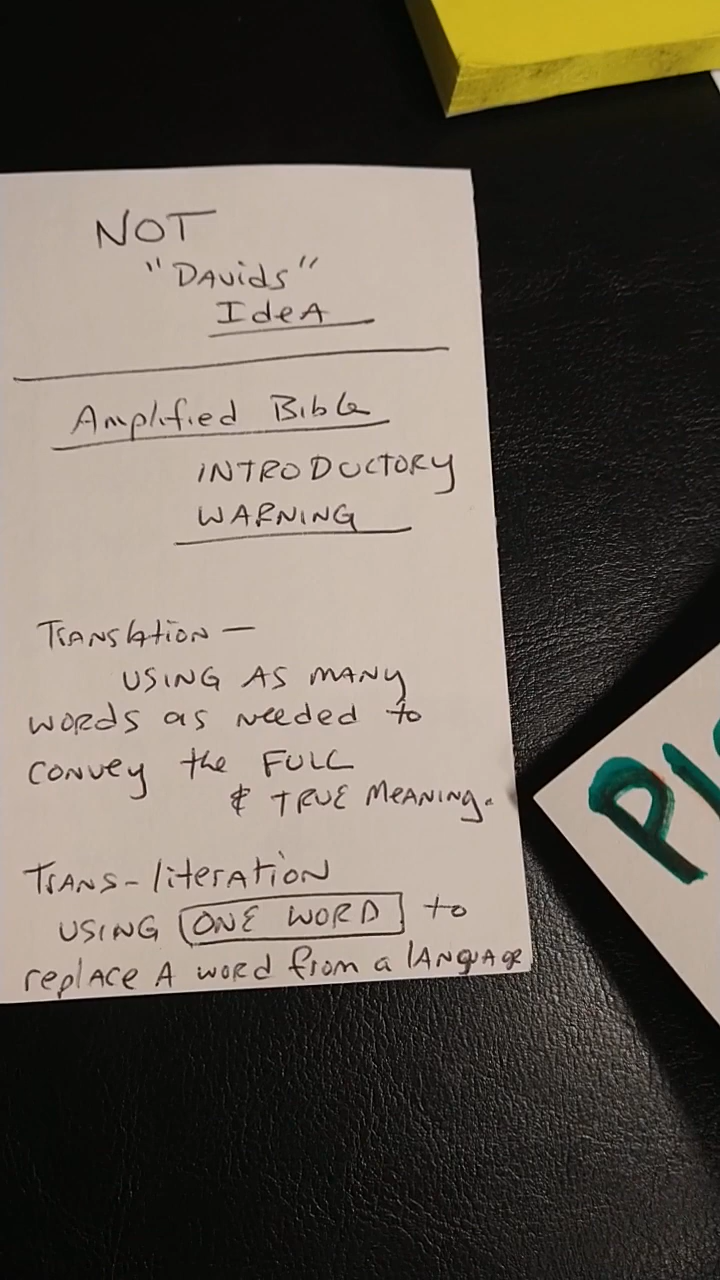 NOT
"DAvids"
IdeA
Amplified Bible
INTRODUCTORY
WARNING
TRANSlAtion —
USING AS MANY
WORDS as Needed to
CONVEY the FULL
& TRUE MeANING.
TRANS-literATION
USING ONE WORD to
replACE A WORD from a lANGUAGE
PI